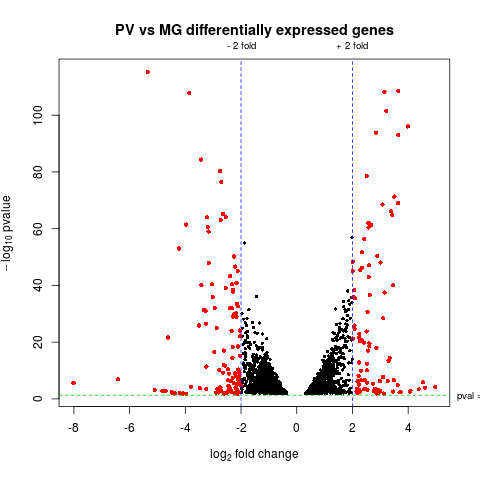 PV vs MG differentially expressed genes
- 2 fold
+ 2 fold
− log10 pvalue
0
20
40
60
80
100
pval =
-8
-6
-4
-2
0
2
4
log2 fold change